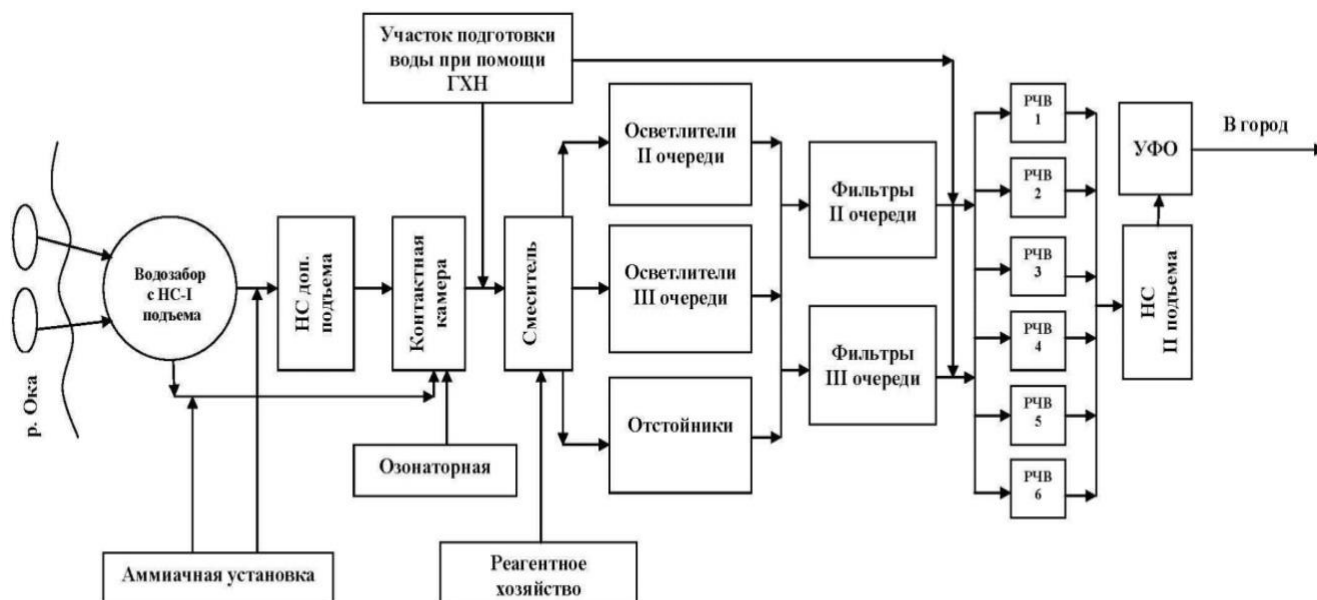 Участок подготовки
воды при помощи
ГХН
р. Ока
Водозабор
с НС-I
подъема
НС доп.
подъема
Контактная
камера
Смеситель
Осветлители
II очереди
Осветлители
III очереди
Отстойники
Фильтры
II очереди
Фильтры
III очереди
РЧВ
1
РЧВ
2
РЧВ
3
РЧВ
4
РЧВ
5
РЧВ
6
УФО
В город
НС
II подъема
Озонаторная
Аммиачная установка
Реагентное
хозяйство